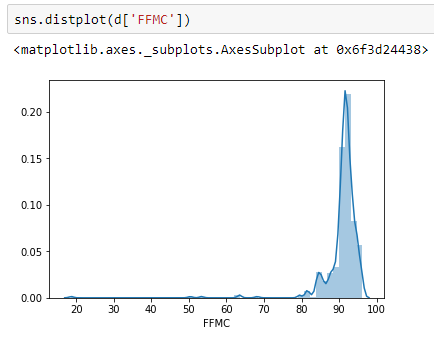 sns.distplot(d['FFMC'])
<matplotlib.axes._subplots.AxesSubplot at 0x6f3d24438>
0.20
0.15
0.10
0.05
0.00
20 30 40 50 60 70 80 90 100
FFMC